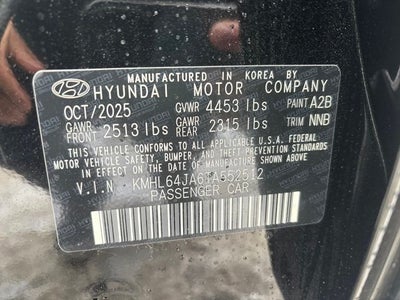 MANUFACTURED IN KOREA BY
HYUNDAI MOTOR COMPANY
OCT/2025 GVWR 4453 lbs PAINT A2B
GAWR FRONT 2513 lbs GAWR REAR 2315 lbs TRIM NNB
THIS VEHICLE CONFORMS TO ALL APPLICABLE U.S.A. FEDERAL
MOTOR VEHICLE SAFETY, BUMPER, AND THEFT PREVENTION STANDARDS
IN EFFECT ON THE DATE OF MANUFACTURE SHOWN ABOVE.
V.I.N. KMHL64JA6TA552512
PASSENGER CAR